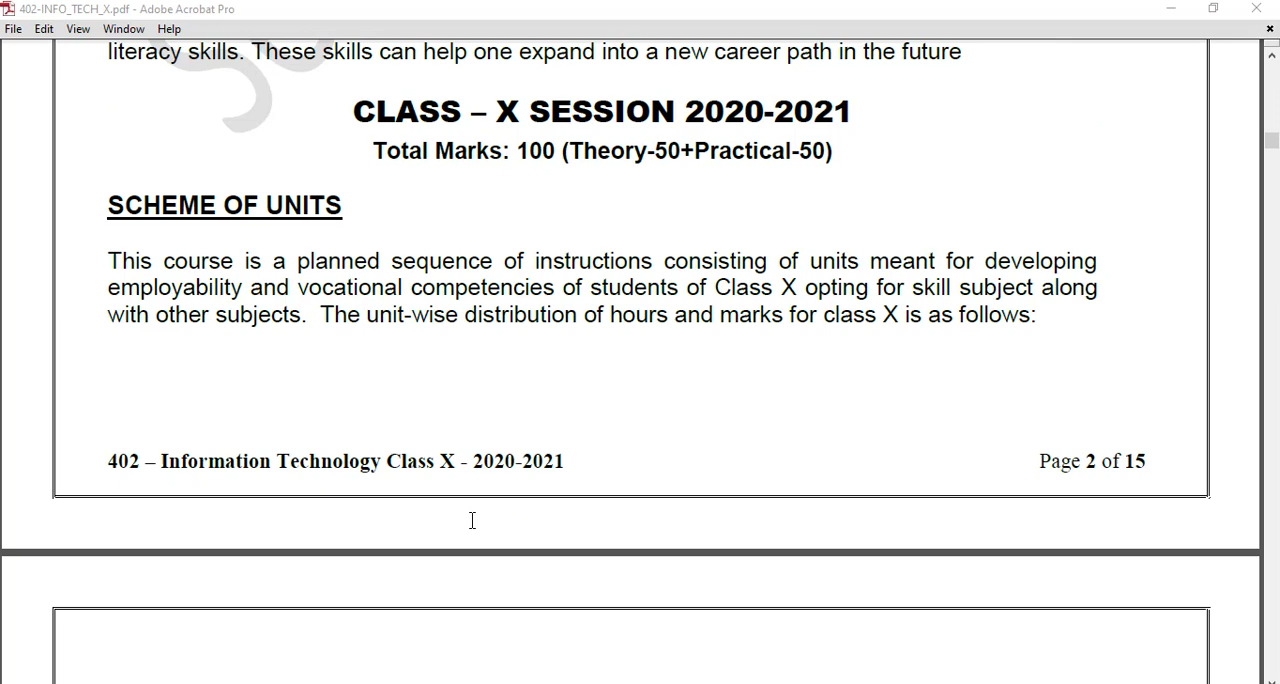 402-INFO_TECH_X.pdf - Adobe Acrobat Pro
File Edit View Window Help
literacy skills. These skills can help one expand into a new career path in the future
CLASS – X SESSION 2020-2021
Total Marks: 100 (Theory-50+Practical-50)
SCHEME OF UNITS
This course is a planned sequence of instructions consisting of units meant for developing
employability and vocational competencies of students of Class X opting for skill subject along
with other subjects. The unit-wise distribution of hours and marks for class X is as follows:
402 – Information Technology Class X - 2020-2021 Page 2 of 15